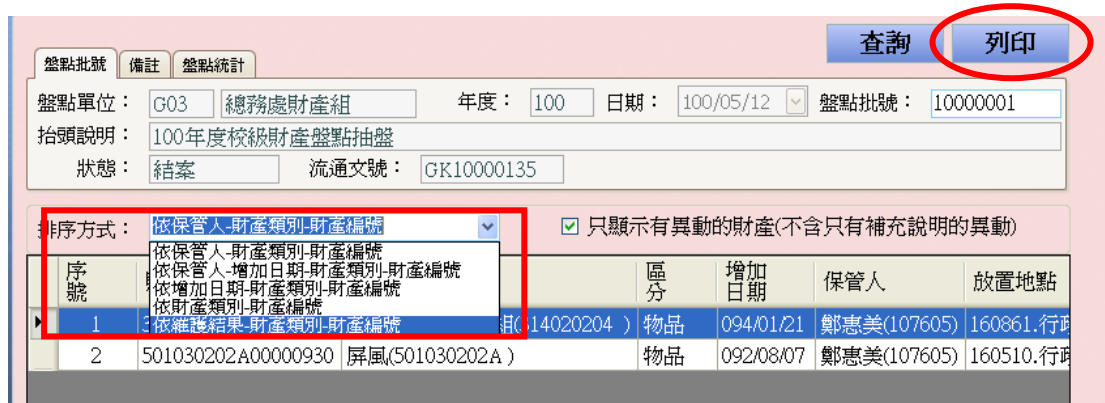 查詢 列印
盤點批號 備註 盤點統計
盤點單位： G03 總務處財產組 年度： 100 日期： 100/05/12 盤點批號： 10000001
抬頭說明： 100年度校級財產盤點抽盤
狀態： 結案 流通文號： GK10000135
排序方式： 依保管人-財產類別-財產編號 只顯示有異動的財產(不含只有補充說明的異動)
依保管人-財產類別-財產編號
依保管人-增加日期-財產類別-財產編號
依增加日期-財產類別-財產編號
依財產類別-財產編號
依維護結果-財產類別-財產編號
序號 區分 增加日期 保管人 放置地點
1 314020204 ) 物品 094/01/21 鄭惠美(107605) 160861.行政
2 501030202A00000930 屏風(501030202A ) 物品 092/08/07 鄭惠美(107605) 160510.行政